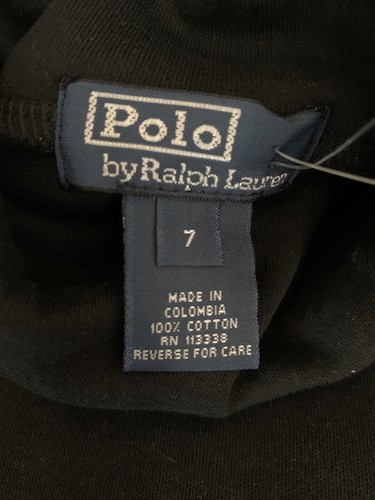 Polo
by Ralph Lauren
7
MADE IN
COLOMBIA
100% COTTON
RN 113338
REVERSE FOR CARE